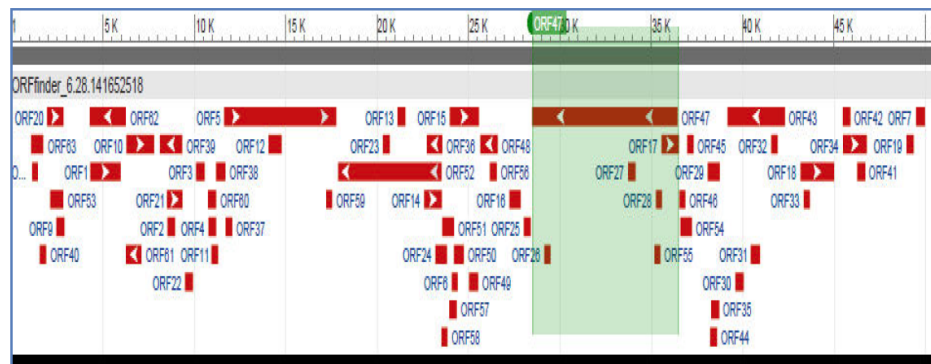 1 5 K 10 K 15 K 20 K 25 K ORF47 30 K 35 K 40 K 45 K
ORFfinder_6.28.141652518
ORF20 ORF62 ORF5 ORF13 ORF15 ORF47 ORF43 ORF42 ORF7
ORF63 ORF10 ORF39 ORF12 ORF23 ORF36 ORF48 ORF17 ORF45 ORF32 ORF34 ORF19
O... ORF1 ORF3 ORF38 ORF52 ORF56 ORF27 ORF29 ORF18 ORF41
ORF53 ORF21 ORF60 ORF59 ORF14 ORF16 ORF28 ORF46 ORF33
ORF9 ORF2 ORF4 ORF37 ORF51 ORF25 ORF54
ORF40 ORF61 ORF11 ORF24 ORF50 ORF26 ORF55 ORF31
ORF22 ORF6 ORF49 ORF30
ORF57 ORF35
ORF58 ORF44